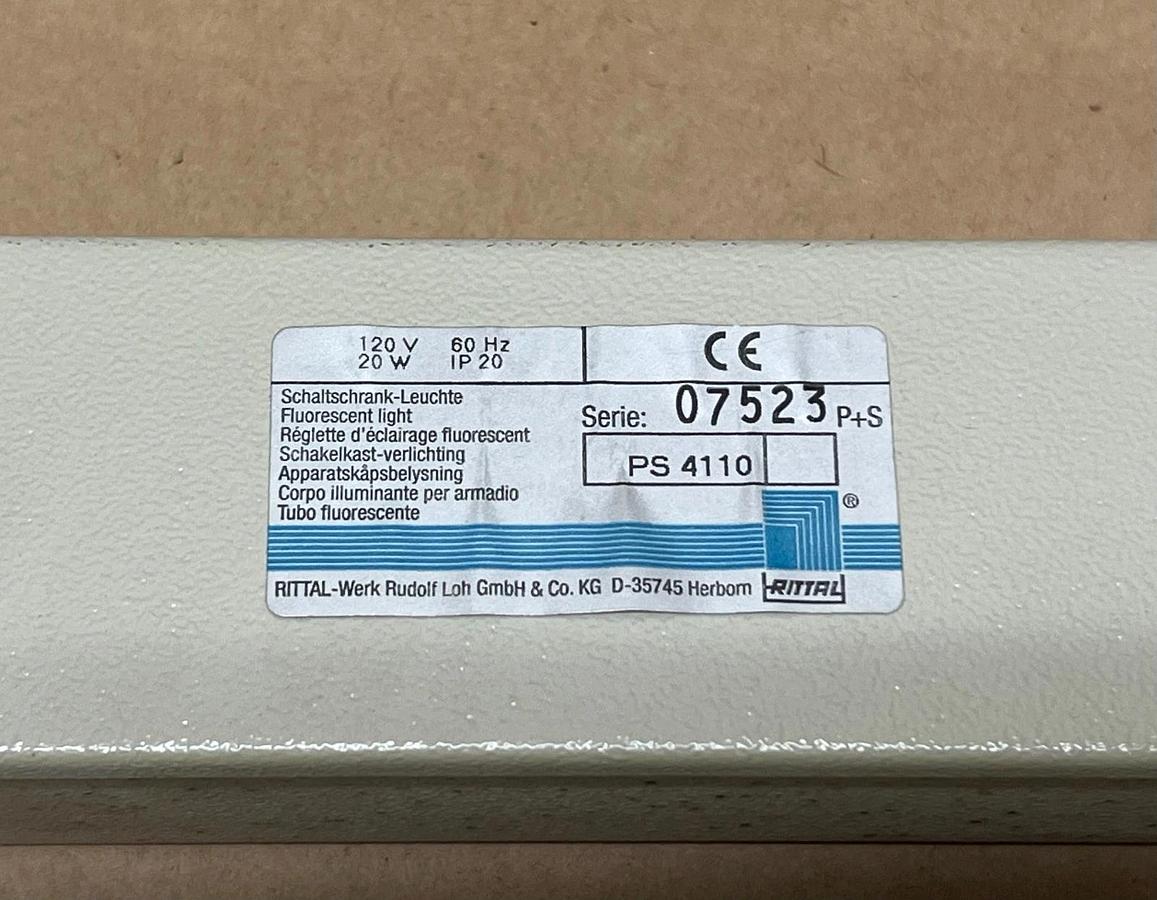 120 V 60 Hz
20 W IP 20
CE
Schaltschrank-Leuchte
Fluorescent light
Réglette d'éclairage fluorescent
Schakelkast-verlichting
Apparatskåpsbelysning
Corpo illuminante per armadio
Tubo fluorescente
Serie: 07523 P+S
PS 4110
®
RITTAL-Werk Rudolf Loh GmbH & Co. KG D-35745 Herborn
RITTAL